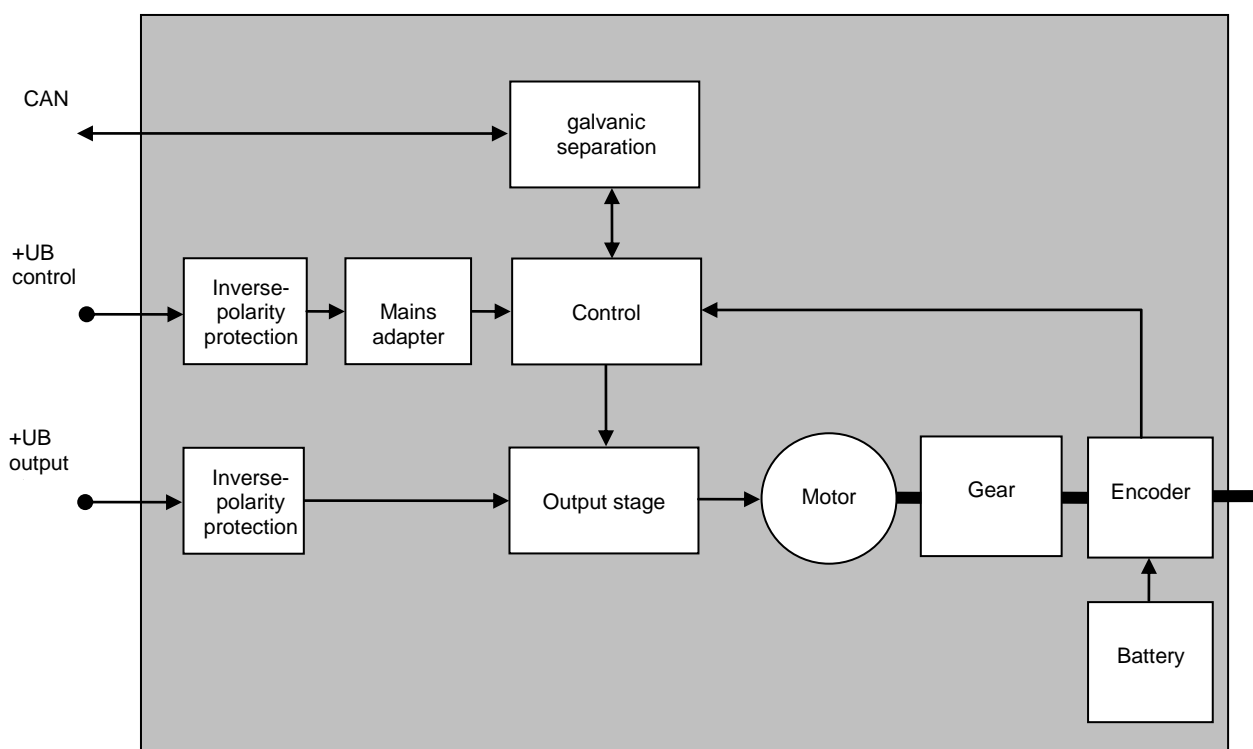 CAN
galvanic
separation
+UB
control
Inverse-
polarity
protection
Mains
adapter
Control
+UB
output
Inverse-
polarity
protection
Output stage
Motor
Gear
Encoder
Battery